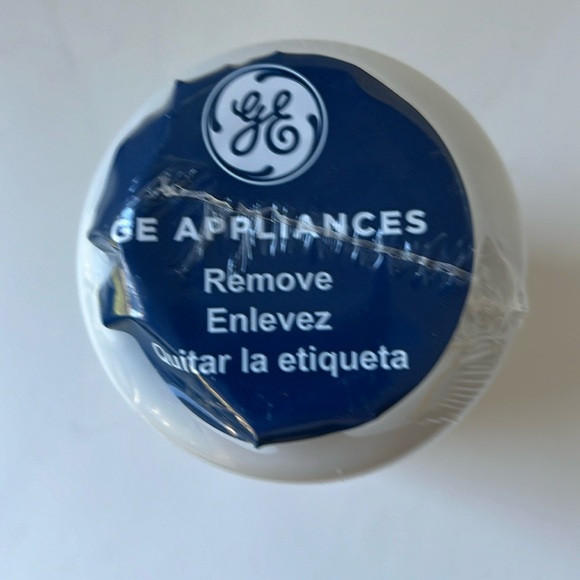 GE
GE APPLIANCES
Remove
Enlevez
Quitar la etiqueta